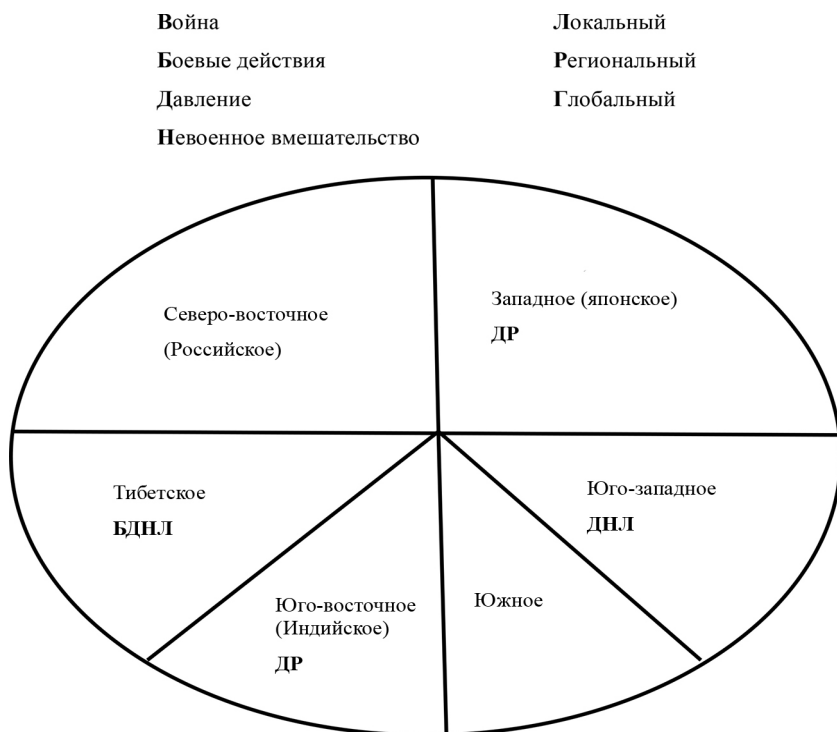 Война
Боевые действия
Давление
Невоенное вмешательство
Локальный
Региональный
Глобальный
Северо-восточное
(Российское)
Западное (японское)
ДР
Тибетское
БДНЛ
Юго-восточное
(Индийское)
ДР
Южное
Юго-западное
ДНЛ